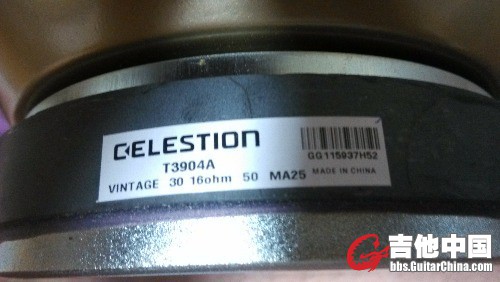 CELESTION
T3904A
VINTAGE 30 16ohm 50 MA25
GG115937H52
MADE IN CHINA
吉他中国
bbs.GuitarChina.com